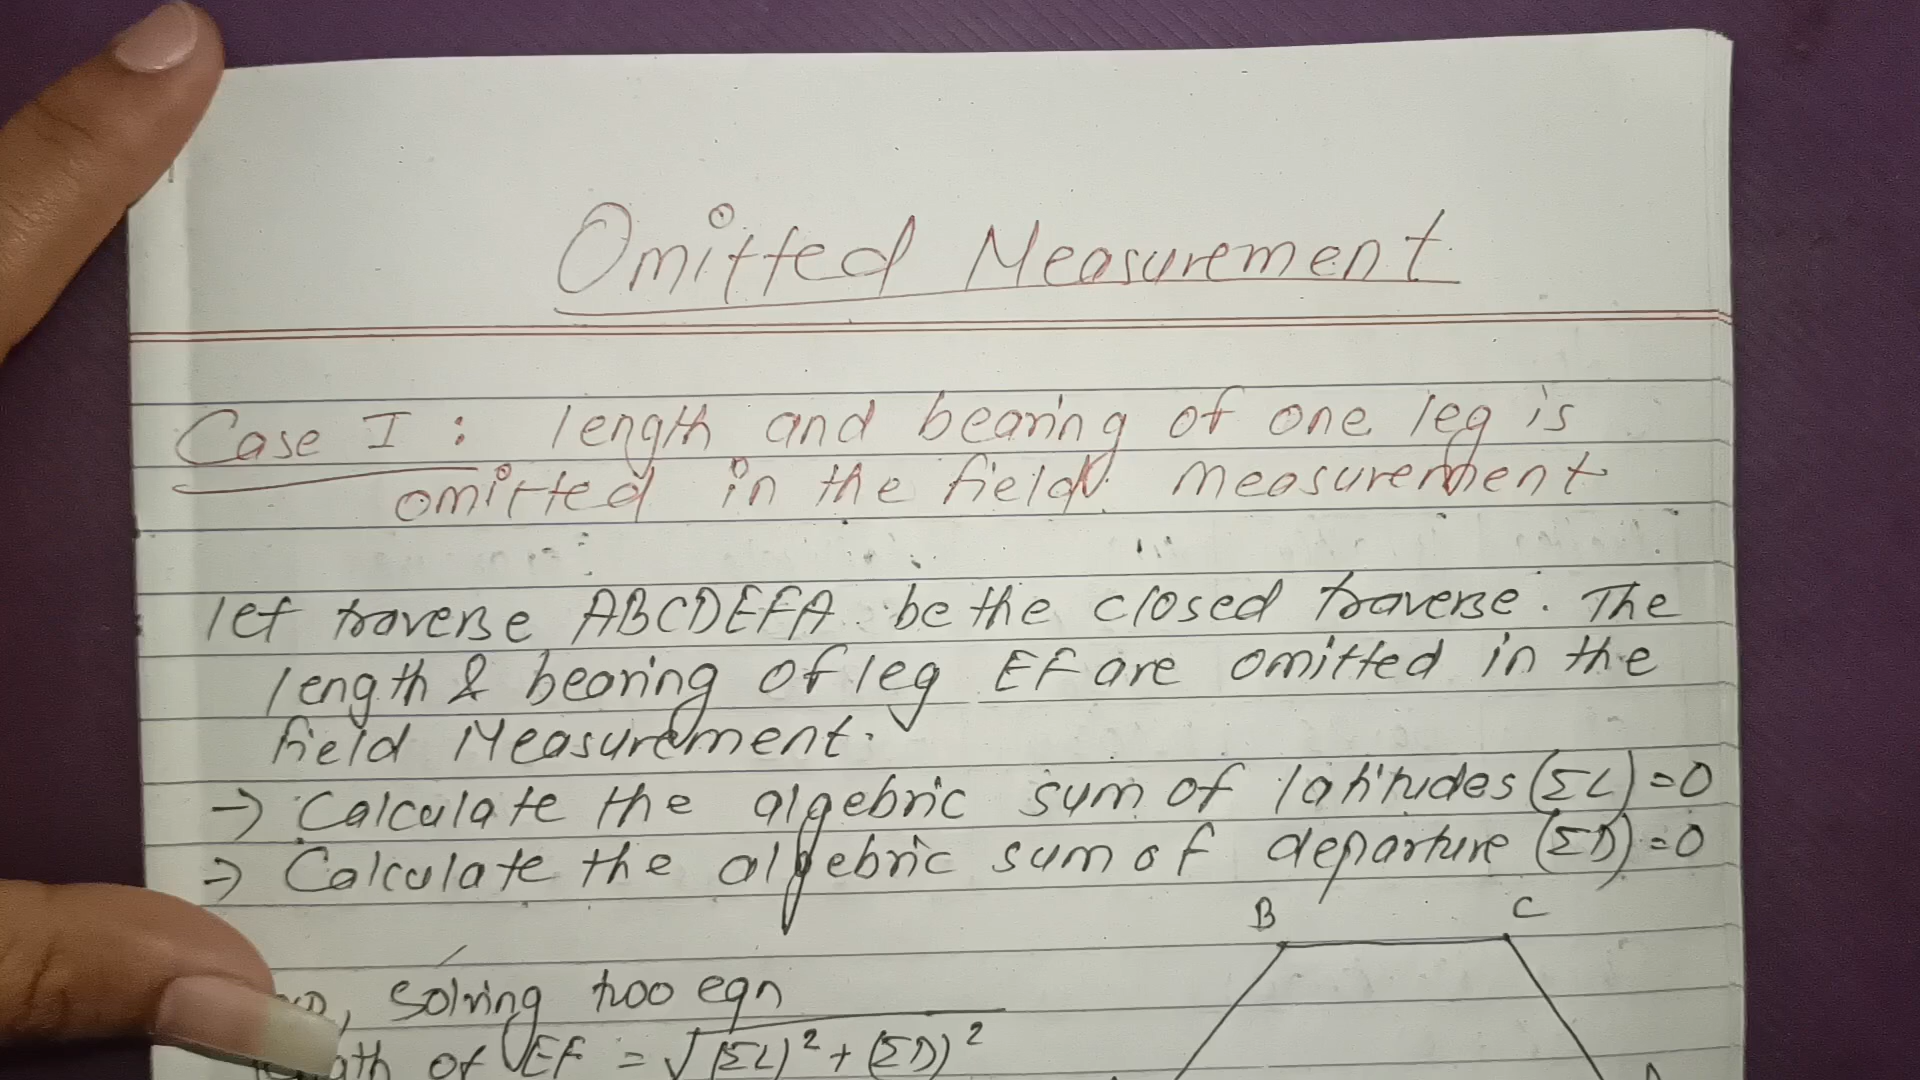 Omitted Measurement
Case I : length and bearing of one leg is
omitted in the field measurement
let traverse ABCDEFA be the closed traverse. The
length & bearing of leg EF are omitted in the
field Measurement.
→ Calculate the algebric sum of latitudes (ΣL) = 0
→ Calculate the algebric sum of departure (ΣD) = 0
B C
, solving two eqn
of EF = √(ΣL)² + (ΣD)²